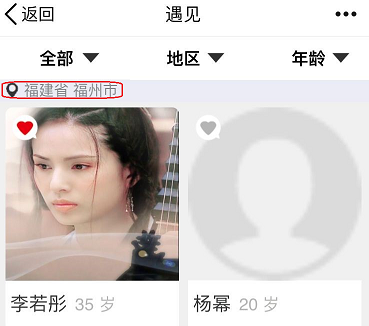 返回 遇见
全部 地区 年龄
福建省 福州市
李若彤 35 岁 杨幂 20 岁